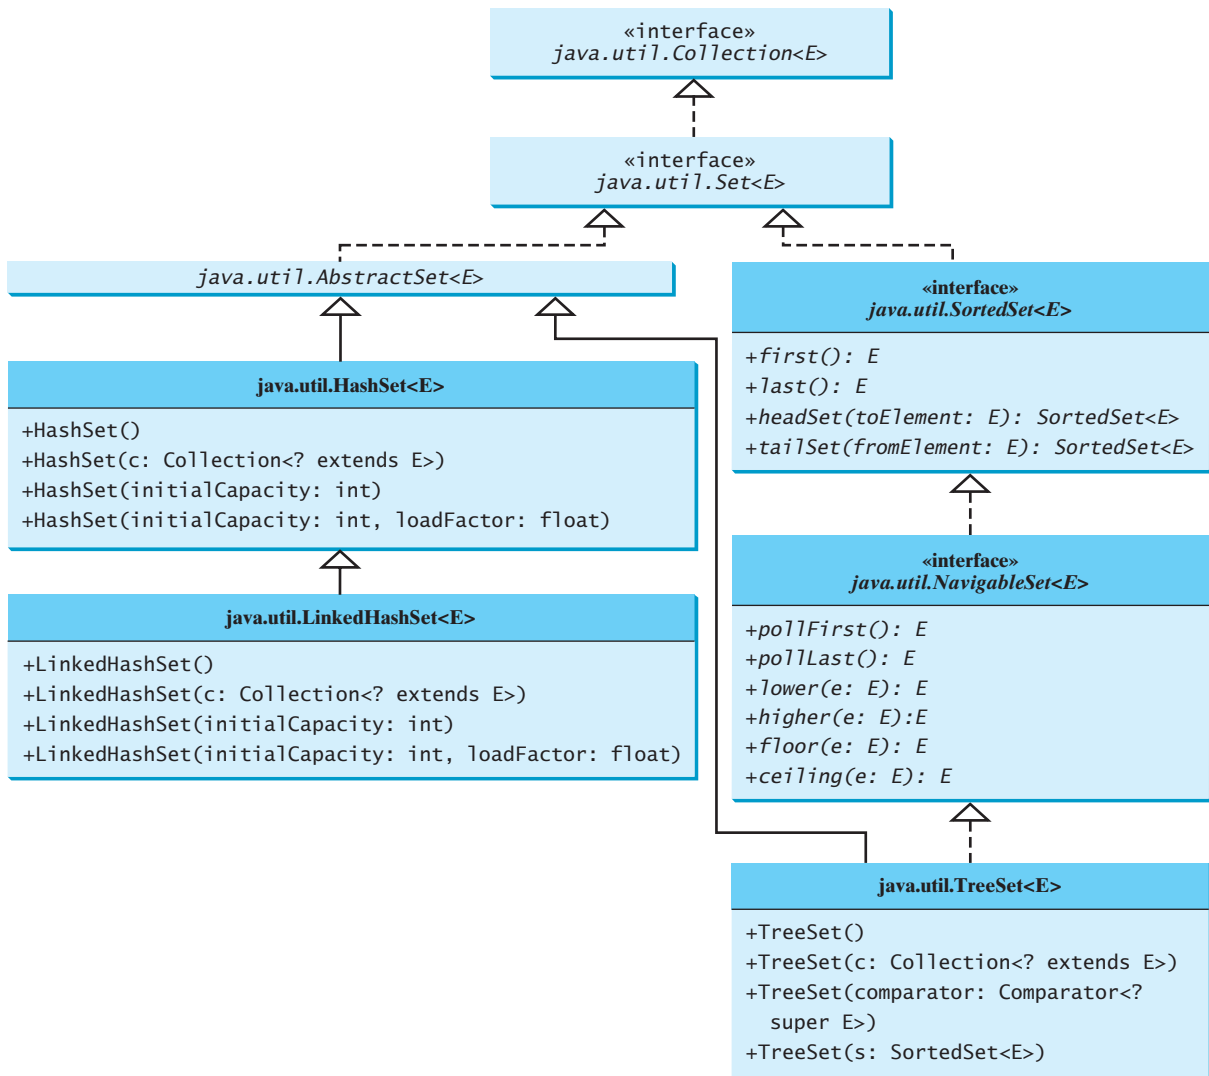 «interface»
java.util.Collection<E>
«interface»
java.util.Set<E>
java.util.AbstractSet<E>
java.util.HashSet<E>
+HashSet()
+HashSet(c: Collection<? extends E>)
+HashSet(initialCapacity: int)
+HashSet(initialCapacity: int, loadFactor: float)
java.util.LinkedHashSet<E>
+LinkedHashSet()
+LinkedHashSet(c: Collection<? extends E>)
+LinkedHashSet(initialCapacity: int)
+LinkedHashSet(initialCapacity: int, loadFactor: float)
«interface»
java.util.SortedSet<E>
+first(): E
+last(): E
+headSet(toElement: E): SortedSet<E>
+tailSet(fromElement: E): SortedSet<E>
«interface»
java.util.NavigableSet<E>
+pollFirst(): E
+pollLast(): E
+lower(e: E): E
+higher(e: E):E
+floor(e: E): E
+ceiling(e: E): E
java.util.TreeSet<E>
+TreeSet()
+TreeSet(c: Collection<? extends E>)
+TreeSet(comparator: Comparator<?
super E>)
+TreeSet(s: SortedSet<E>)